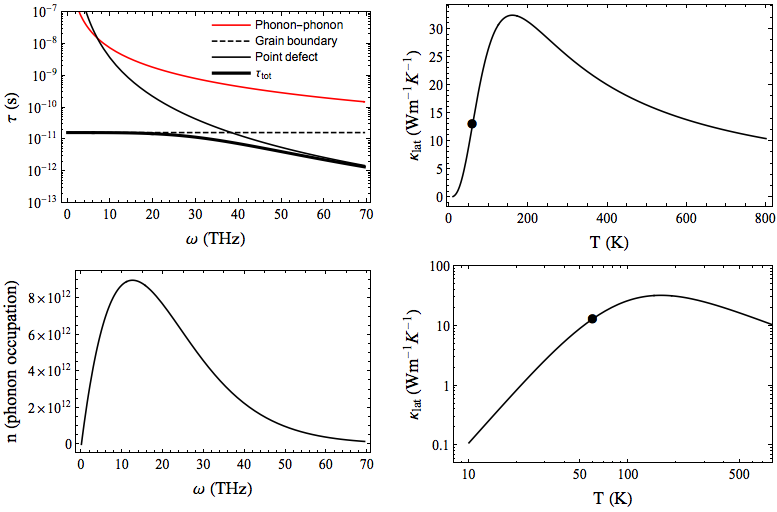 10⁻⁷
10⁻⁸
10⁻⁹
10⁻¹⁰
10⁻¹¹
10⁻¹²
10⁻¹³
τ (s)
Phonon–phonon
Grain boundary
Point defect
τtot
0 10 20 30 40 50 60 70
ω (THz)
30
25
20
15
10
5
0
κlat (Wm⁻¹K⁻¹)
0 200 400 600 800
T (K)
8×10¹²
6×10¹²
4×10¹²
2×10¹²
0
n (phonon occupation)
0 10 20 30 40 50 60 70
ω (THz)
100
10
1
0.1
κlat (Wm⁻¹K⁻¹)
10 50 100 500
T (K)